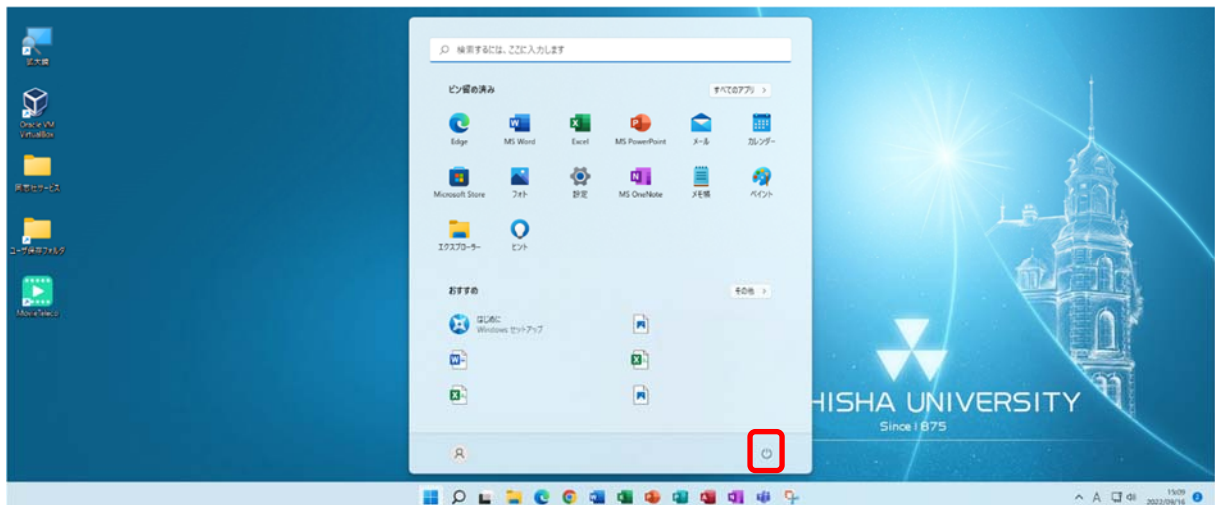 拡大鏡
Oracle VM
VirtualBox
同志社サービス
ユーザ保存フォルダ
MovieTeleco
検索するには、ここに入力します
ピン留め済み
すべてのアプリ >
Edge
MS Word
Excel
MS PowerPoint
メール
カレンダー
Microsoft Store
フォト
設定
MS OneNote
メモ帳
ペイント
エクスプローラー
ヒント
おすすめ
その他 >
はじめに
Windows セットアップ
HISHA UNIVERSITY
Since 1875
A
15:09
2022/09/16